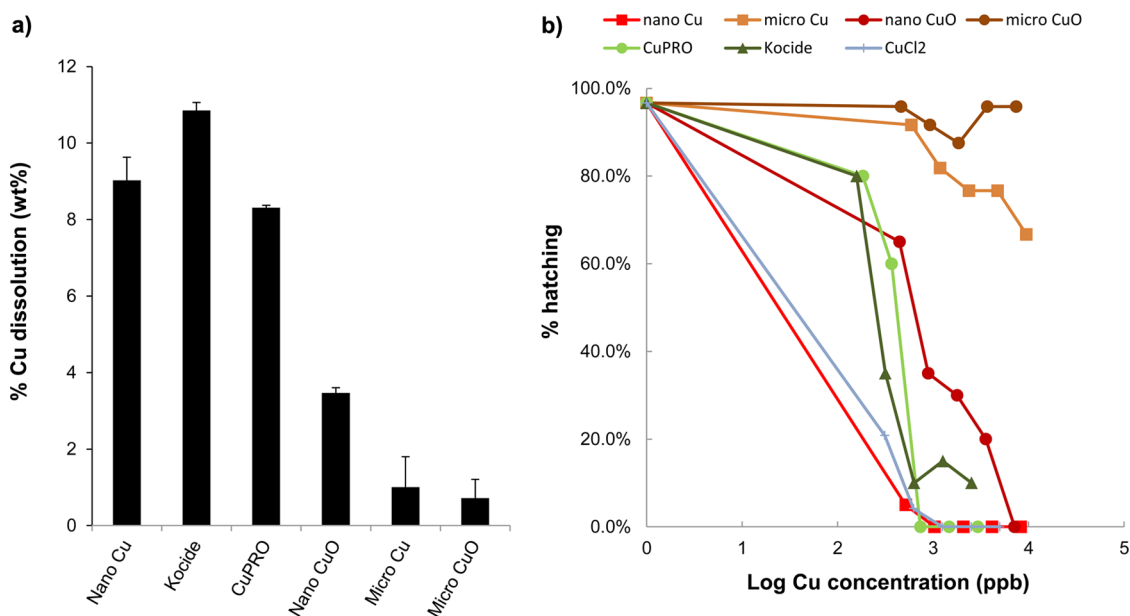 a)
% Cu dissolution (wt%)
12
10
8
6
4
2
0
Nano Cu
Kocide
CuPRO
Nano CuO
Micro Cu
Micro CuO
b)
nano Cu micro Cu nano CuO micro CuO
CuPRO Kocide CuCl2
% hatching
100.0%
80.0%
60.0%
40.0%
20.0%
0.0%
0 1 2 3 4 5
Log Cu concentration (ppb)